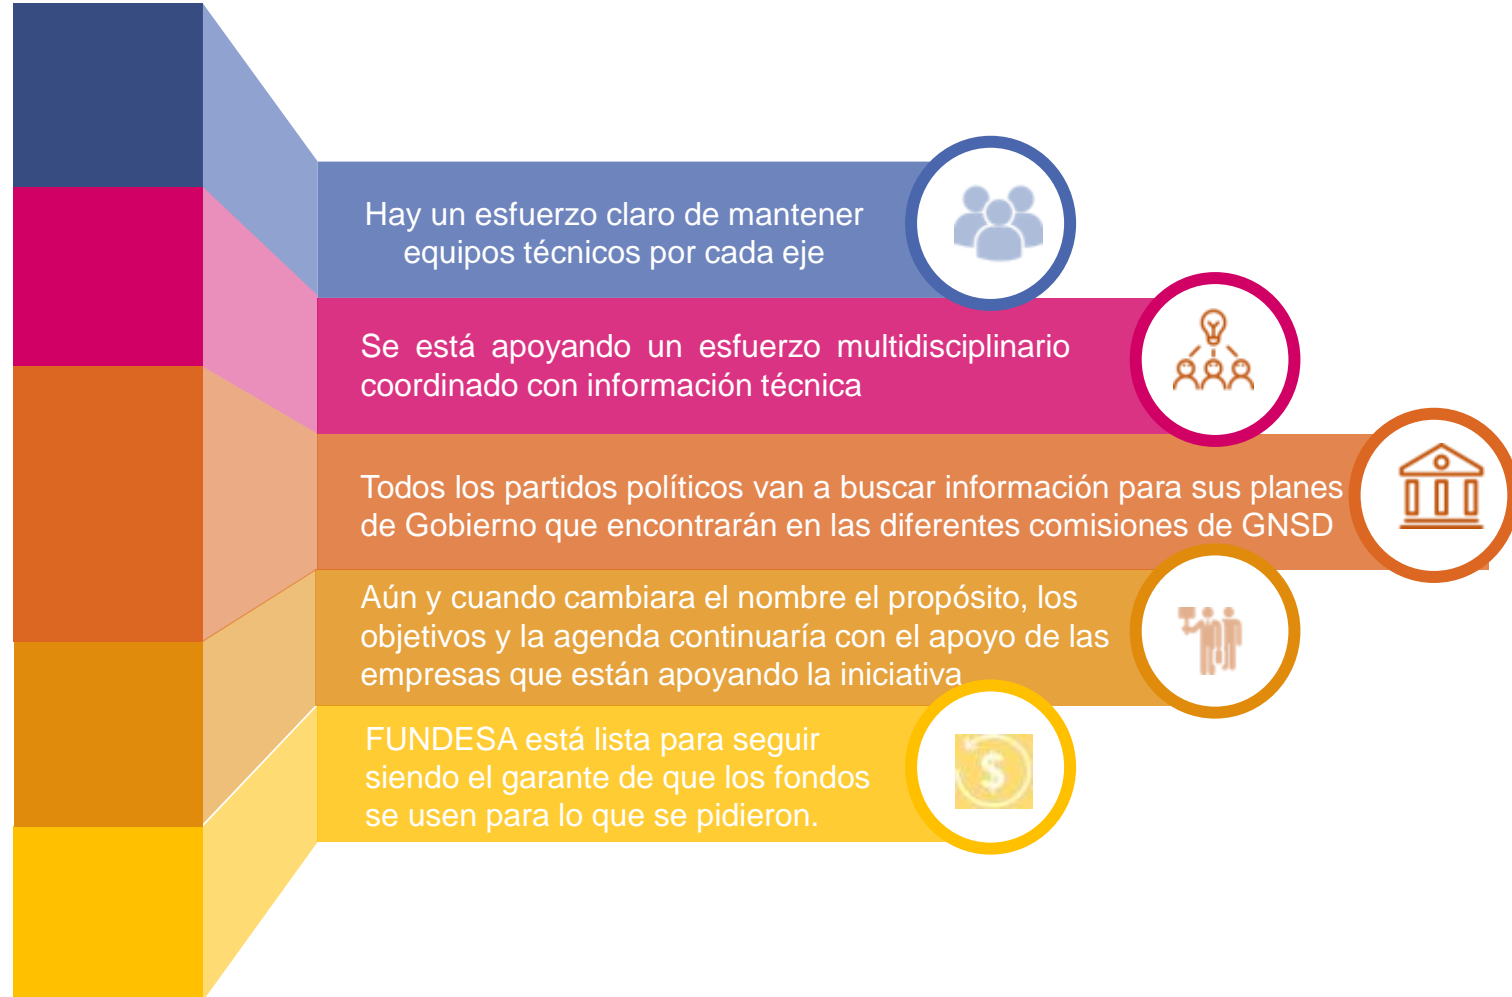 Hay un esfuerzo claro de mantener
equipos técnicos por cada eje
Se está apoyando un esfuerzo multidisciplinario
coordinado con información técnica
Todos los partidos políticos van a buscar información para sus planes
de Gobierno que encontrarán en las diferentes comisiones de GNSD
Aún y cuando cambiara el nombre el propósito, los
objetivos y la agenda continuaría con el apoyo de las
empresas que están apoyando la iniciativa
FUNDESA está lista para seguir
siendo el garante de que los fondos
se usen para lo que se pidieron.
$